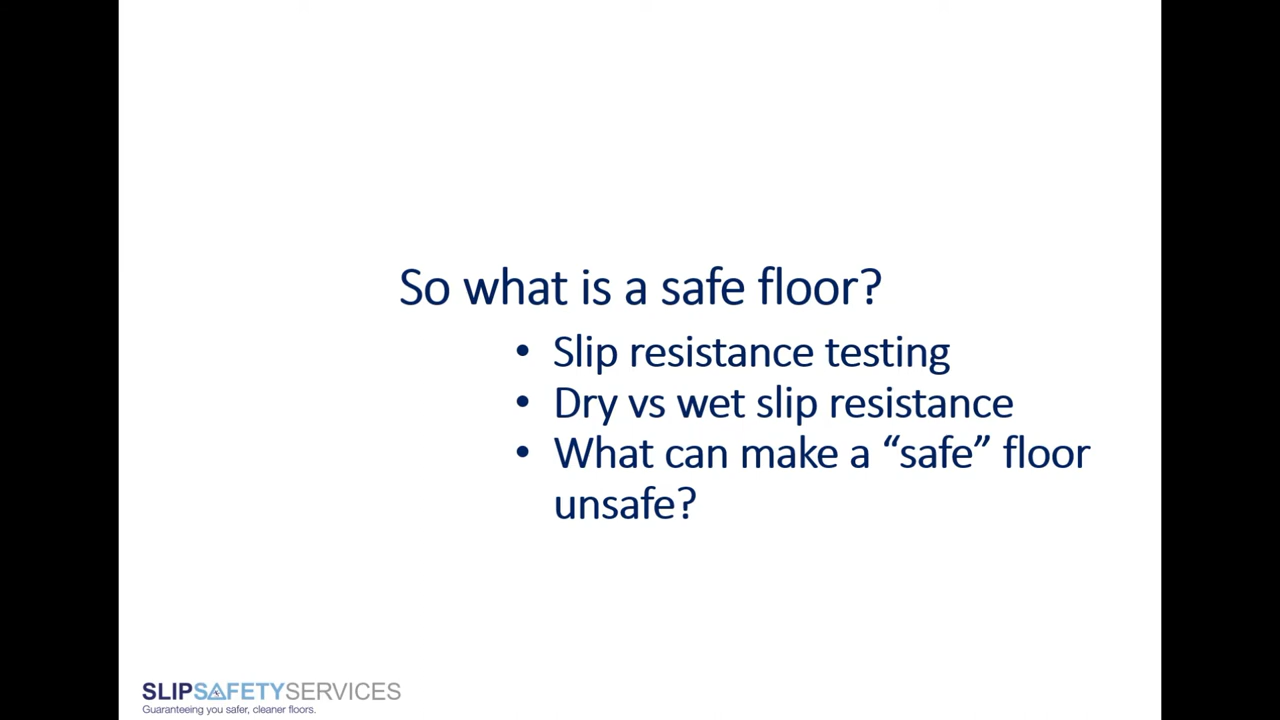 So what is a safe floor?
• Slip resistance testing
• Dry vs wet slip resistance
• What can make a “safe” floor
unsafe?
SLIPSAFETYSERVICES
Guaranteeing you safer, cleaner floors.